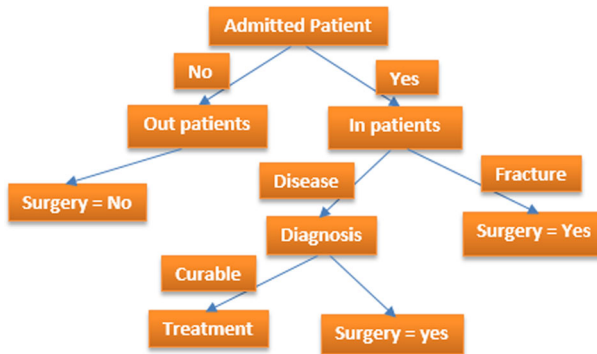 Admitted Patient
No
Yes
Out patients
In patients
Disease
Fracture
Surgery = No
Diagnosis
Surgery = Yes
Curable
Treatment
Surgery = yes